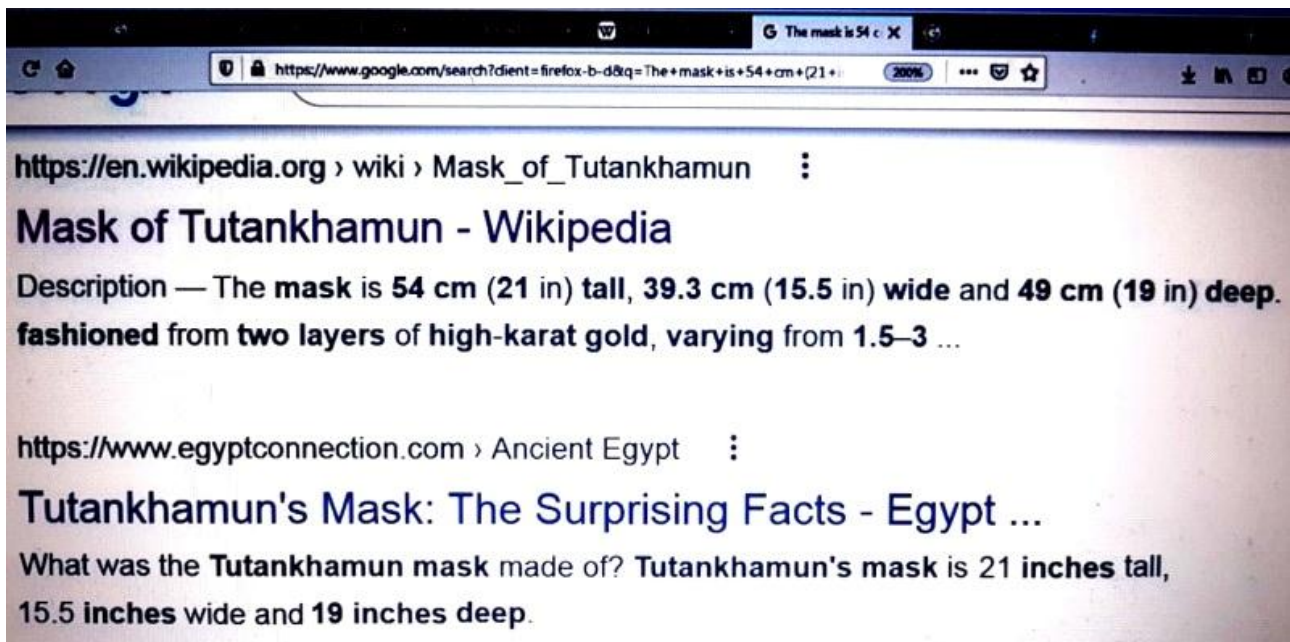 G The mask is 54 c
https://www.google.com/search?client=firefox-b-d&q=The+mask+is+54+cm+(21+i
200%
https://en.wikipedia.org › wiki › Mask_of_Tutankhamun
Mask of Tutankhamun - Wikipedia
Description — The mask is 54 cm (21 in) tall, 39.3 cm (15.5 in) wide and 49 cm (19 in) deep.
fashioned from two layers of high-karat gold, varying from 1.5–3 ...
https://www.egyptconnection.com › Ancient Egypt
Tutankhamun's Mask: The Surprising Facts - Egypt ...
What was the Tutankhamun mask made of? Tutankhamun's mask is 21 inches tall,
15.5 inches wide and 19 inches deep.